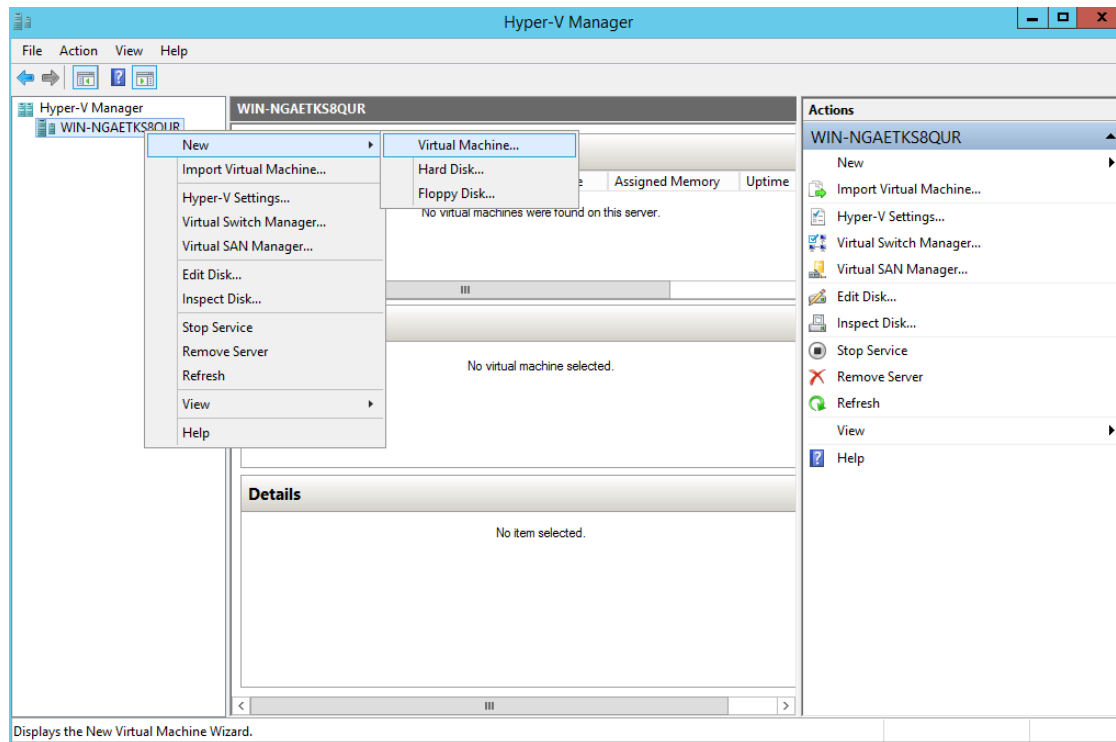 Hyper-V Manager
File Action View Help
Hyper-V Manager
WIN-NGAETKS8QUR
New
Import Virtual Machine...
Hyper-V Settings...
Virtual Switch Manager...
Virtual SAN Manager...
Edit Disk...
Inspect Disk...
Stop Service
Remove Server
Refresh
View
Help
Virtual Machine...
Hard Disk...
Floppy Disk...
WIN-NGAETKS8QUR
Assigned Memory Uptime
No virtual machines were found on this server.
No virtual machine selected.
Details
No item selected.
Actions
WIN-NGAETKS8QUR
New
Import Virtual Machine...
Hyper-V Settings...
Virtual Switch Manager...
Virtual SAN Manager...
Edit Disk...
Inspect Disk...
Stop Service
Remove Server
Refresh
View
Help
Displays the New Virtual Machine Wizard.